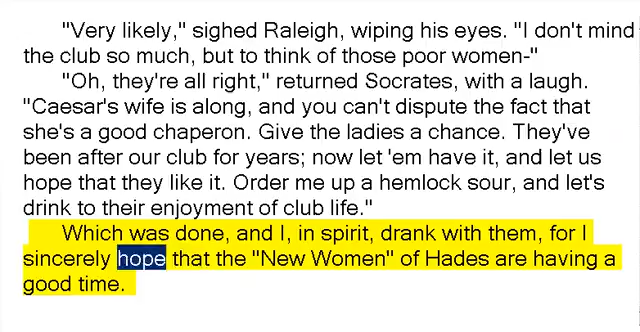 "Very likely," sighed Raleigh, wiping his eyes. "I don't mind
the club so much, but to think of those poor women-"
"Oh, they're all right," returned Socrates, with a laugh.
"Caesar's wife is along, and you can't dispute the fact that
she's a good chaperon. Give the ladies a chance. They've
been after our club for years; now let 'em have it, and let us
hope that they like it. Order me up a hemlock sour, and let's
drink to their enjoyment of club life."
Which was done, and I, in spirit, drank with them, for I
sincerely hope that the "New Women" of Hades are having a
good time.